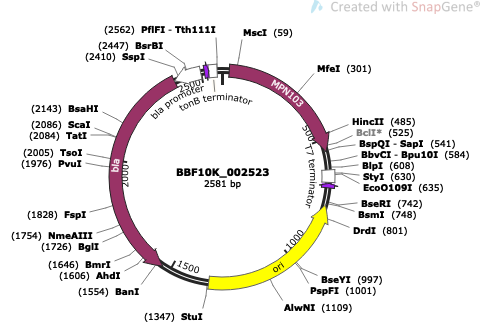 Created with SnapGene®
(2562) PflFI - Tth111I
MscI (59)
(2447) BsrBI
(2410) SspI
MfeI (301)
2500
bla promoter
tonB terminator
MPN103
(2143) BsaHI
(2086) ScaI
(2084) TatI
(2005) TsoI
(1976) PvuI
HincII (485)
BclI* (525)
BspQI - SapI (541)
BbvCI - Bpu10I (584)
BlpI (608)
StyI (630)
EcoO109I (635)
500
T7 terminator
bla
2000
BBF10K_002523
2581 bp
BseRI (742)
BsmI (748)
DrdI (801)
(1828) FspI
(1754) NmeAIII
(1726) BglI
(1646) BmrI
(1606) AhdI
(1554) BanI
1000
1500
ori
BseYI (997)
PspFI (1001)
AlwNI (1109)
(1347) StuI